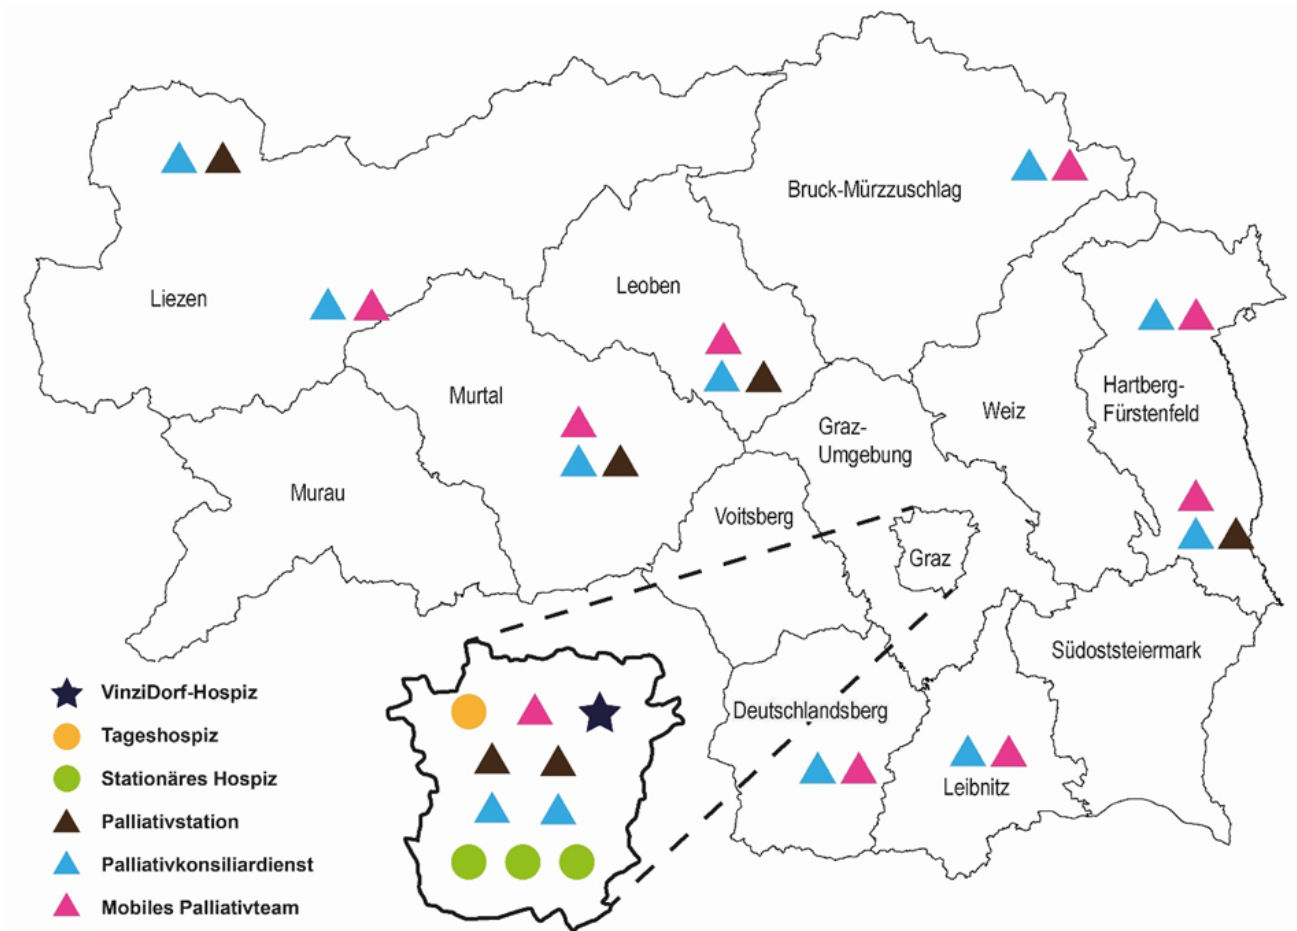 Bruck-Mürzzuschlag
Liezen
Leoben
Murtal
Hartberg-
Fürstenfeld
Weiz
Graz-
Umgebung
Murau
Voitsberg
Graz
Südoststeiermark
Deutschlandsberg
Leibnitz
VinziDorf-Hospiz
Tageshospiz
Stationäres Hospiz
Palliativstation
Palliativkonsiliardienst
Mobiles Palliativteam